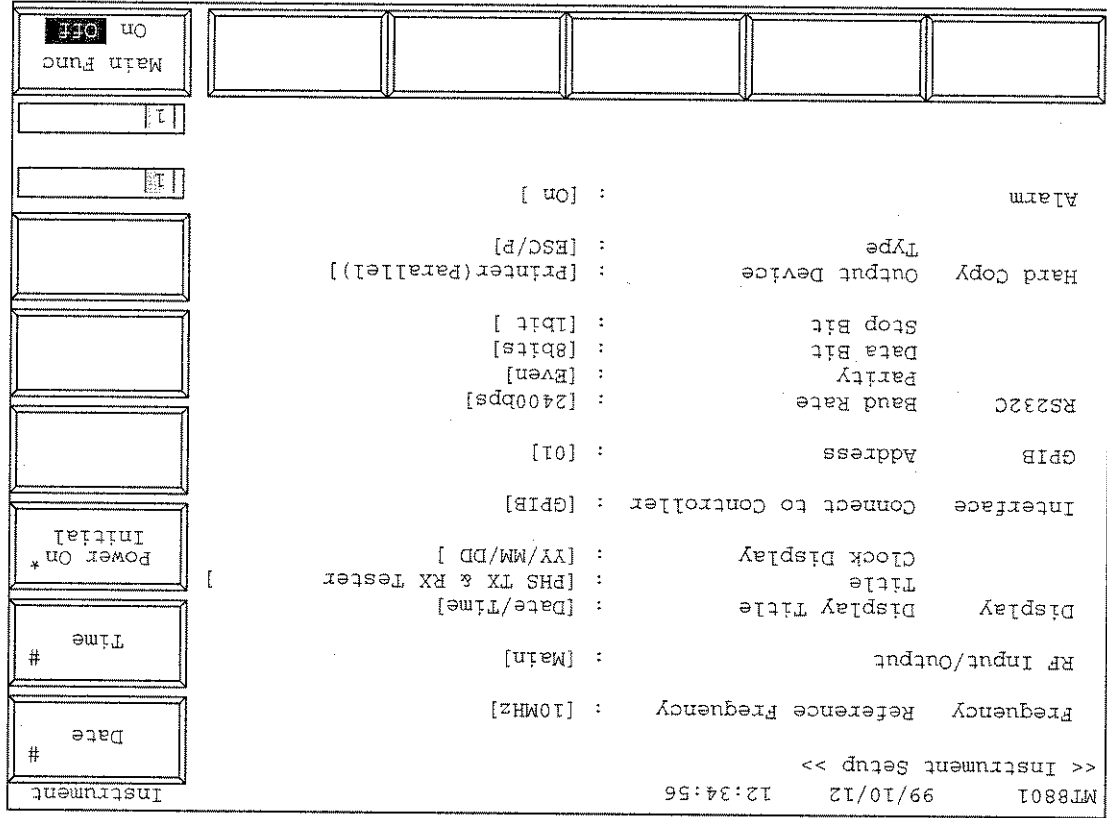 MT8801 99/10/12 12:34:56
<< Instrument Setup >>
Frequency Reference Frequency : [10MHz]
RF Input/Output : [Main]
Display Display Title : [Date/Time]
Title : [PHS TX & RX Tester ]
Clock Display : [YY/MM/DD ]
Interface Connect to Controller : [GPIB]
GPIB Address : [01]
RS232C Baud Rate : [2400bps]
Parity : [Even]
Data Bit : [8bits]
Stop Bit : [1bit ]
Hard Copy Output Device : [Printer(Parallel)]
Type : [ESC/P]
Alarm : [On ]
Instrument
#
Date
#
Time
Power On *
Initial
1
1
Main Func
On Off